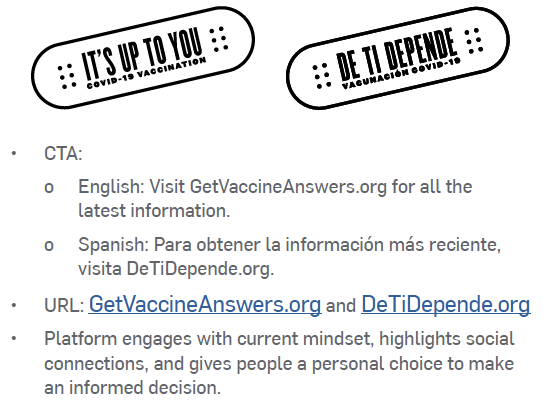 IT'S UP TO YOU
COVID-19 VACCINATION
DE TI DEPENDE
VACUNACIÓN COVID-19
• CTA:
o English: Visit GetVaccineAnswers.org for all the
latest information.
o Spanish: Para obtener la información más reciente,
visita DeTiDepende.org.
• URL: GetVaccineAnswers.org and DeTiDepende.org
• Platform engages with current mindset, highlights social
connections, and gives people a personal choice to make
an informed decision.